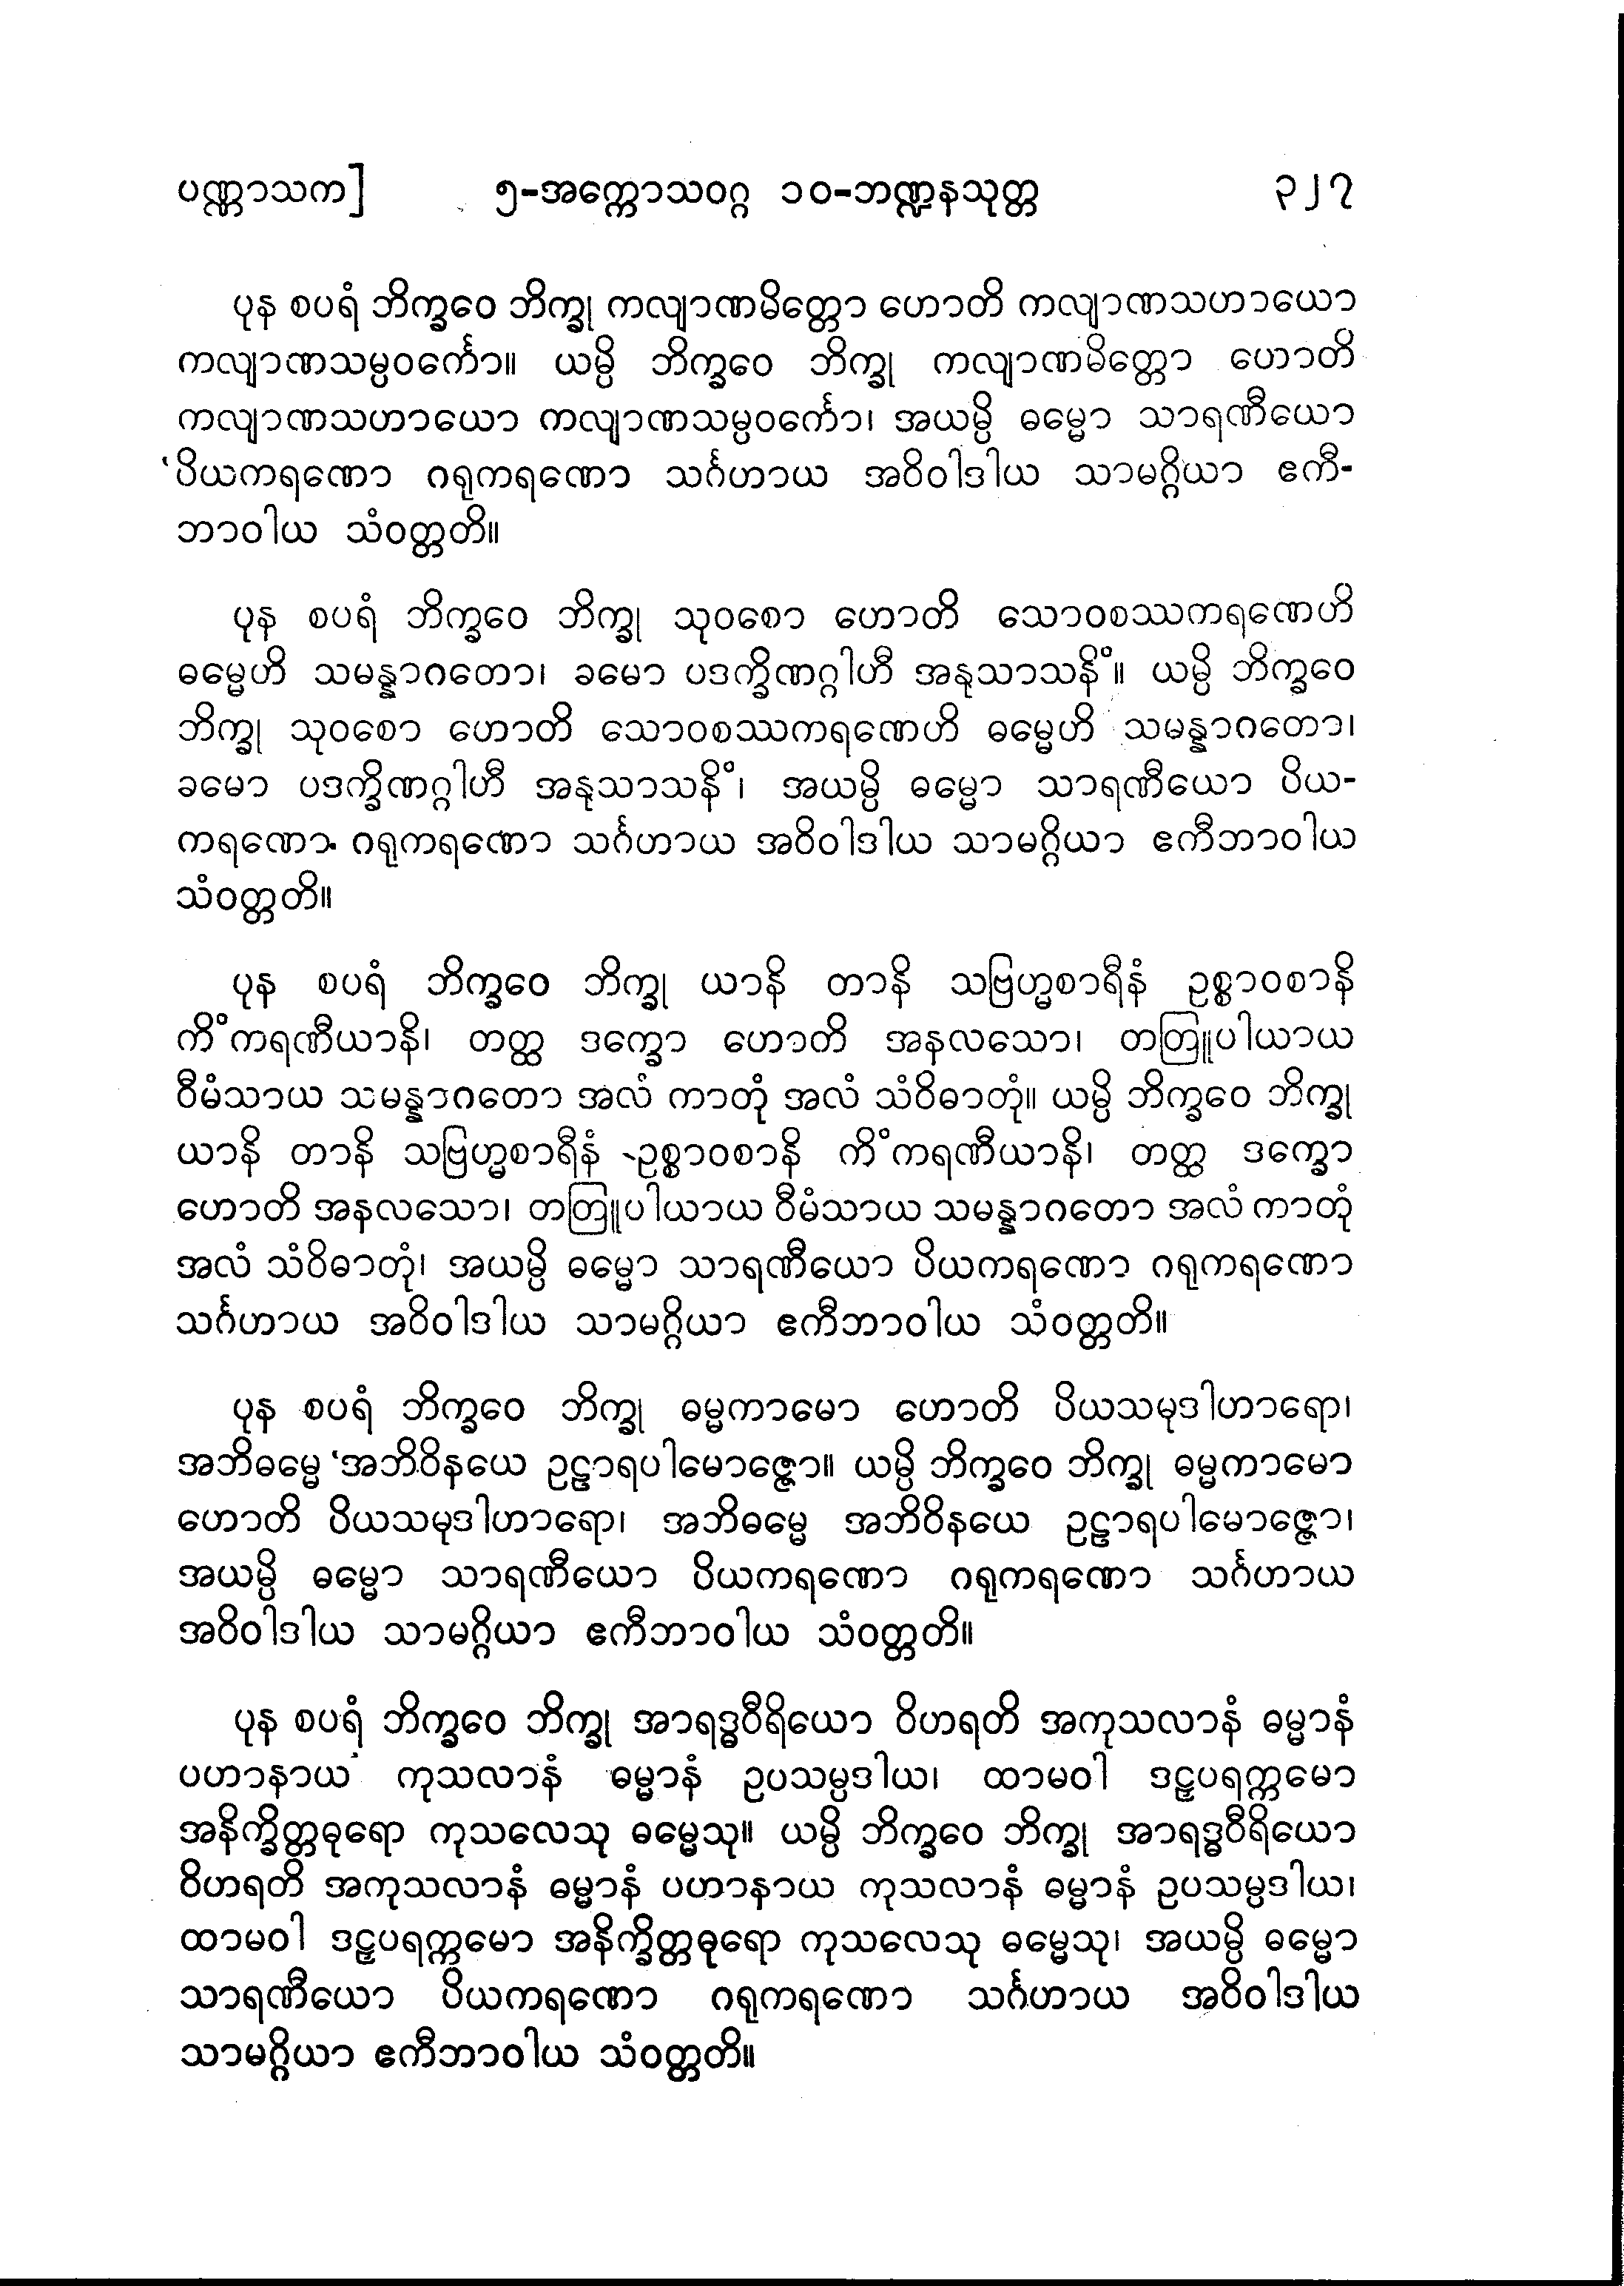 ပဏ္ဏာသက] ၅-အက္ကောသဝဂ္ဂ ၁၀-ဘဏ္ဍနသုတ္တ ၃၂၇
ပုန စပရံ ဘိက္ခဝေ ဘိက္ခု ကလျာဏမိတ္တော ဟောတိ ကလျာဏသဟာယော
ကလျာဏသမ္ပဝင်္ကော။ ယမ္ပိ ဘိက္ခဝေ ဘိက္ခု ကလျာဏမိတ္တော ဟောတိ
ကလျာဏသဟာယော ကလျာဏသမ္ပဝင်္ကော၊ အယမ္ပိ ဓမ္မော သာရဏီယော
ပိယကရဏော ဂရုကရဏော သင်္ဂဟာယ အဝိဝါဒါယ သာမဂ္ဂိယာ ဧကီ-
ဘာဝါယ သံဝတ္တတိ။
ပုန စပရံ ဘိက္ခဝေ ဘိက္ခု သုဝစော ဟောတိ သောဝစဿကရဏေဟိ
ဓမ္မေဟိ သမန္နာဂတော၊ ခမော ပဒက္ခိဏဂ္ဂါဟီ အနုသာသနိံ။ ယမ္ပိ ဘိက္ခဝေ
ဘိက္ခု သုဝစော ဟောတိ သောဝစဿကရဏေဟိ ဓမ္မေဟိ သမန္နာဂတော၊
ခမော ပဒက္ခိဏဂ္ဂါဟီ အနုသာသနိံ၊ အယမ္ပိ ဓမ္မော သာရဏီယော ပိယ-
ကရဏော ဂရုကရဏော သင်္ဂဟာယ အဝိဝါဒါယ သာမဂ္ဂိယာ ဧကီဘာဝါယ
သံဝတ္တတိ။
ပုန စပရံ ဘိက္ခဝေ ဘိက္ခု ယာနိ တာနိ သဗြဟ္မစာရီနံ ဥစ္စာဝစာနိ
ကိံကရဏီယာနိ၊ တတ္ထ ဒက္ခော ဟောတိ အနလသော၊ တတြူပါယာယ
ဝီမံသာယ သမန္နာဂတော အလံ ကာတုံ အလံ သံဝိဓာတုံ။ ယမ္ပိ ဘိက္ခဝေ ဘိက္ခု
ယာနိ တာနိ သဗြဟ္မစာရီနံ ဥစ္စာဝစာနိ ကိံကရဏီယာနိ၊ တတ္ထ ဒက္ခော
ဟောတိ အနလသော၊ တတြူပါယာယ ဝီမံသာယ သမန္နာဂတော အလံ ကာတုံ
အလံ သံဝိဓာတုံ၊ အယမ္ပိ ဓမ္မော သာရဏီယော ပိယကရဏော ဂရုကရဏော
သင်္ဂဟာယ အဝိဝါဒါယ သာမဂ္ဂိယာ ဧကီဘာဝါယ သံဝတ္တတိ။
ပုန စပရံ ဘိက္ခဝေ ဘိက္ခု ဓမ္မကာမော ဟောတိ ပိယသမုဒါဟာရော၊
အဘိဓမ္မေ အဘိဝိနယေ ဥဠာရပါမောဇ္ဇော။ ယမ္ပိ ဘိက္ခဝေ ဘိက္ခု ဓမ္မကာမော
ဟောတိ ပိယသမုဒါဟာရော၊ အဘိဓမ္မေ အဘိဝိနယေ ဥဠာရပါမောဇ္ဇော၊
အယမ္ပိ ဓမ္မော သာရဏီယော ပိယကရဏော ဂရုကရဏော သင်္ဂဟာယ
အဝိဝါဒါယ သာမဂ္ဂိယာ ဧကီဘာဝါယ သံဝတ္တတိ။
ပုန စပရံ ဘိက္ခဝေ ဘိက္ခု အာရဒ္ဓဝီရိယော ဝိဟရတိ အကုသလာနံ ဓမ္မာနံ
ပဟာနာယ ကုသလာနံ ဓမ္မာနံ ဥပသမ္ပဒါယ၊ ထာမဝါ ဒဠှပရက္ကမော
အနိက္ခိတ္တဓုရော ကုသလေသု ဓမ္မေသု။ ယမ္ပိ ဘိက္ခဝေ ဘိက္ခု အာရဒ္ဓဝီရိယော
ဝိဟရတိ အကုသလာနံ ဓမ္မာနံ ပဟာနာယ ကုသလာနံ ဓမ္မာနံ ဥပသမ္ပဒါယ၊
ထာမဝါ ဒဠှပရက္ကမော အနိက္ခိတ္တဓုရော ကုသလေသု ဓမ္မေသု၊ အယမ္ပိ ဓမ္မော
သာရဏီယော ပိယကရဏော ဂရုကရဏော သင်္ဂဟာယ အဝိဝါဒါယ
သာမဂ္ဂိယာ ဧကီဘာဝါယ သံဝတ္တတိ။